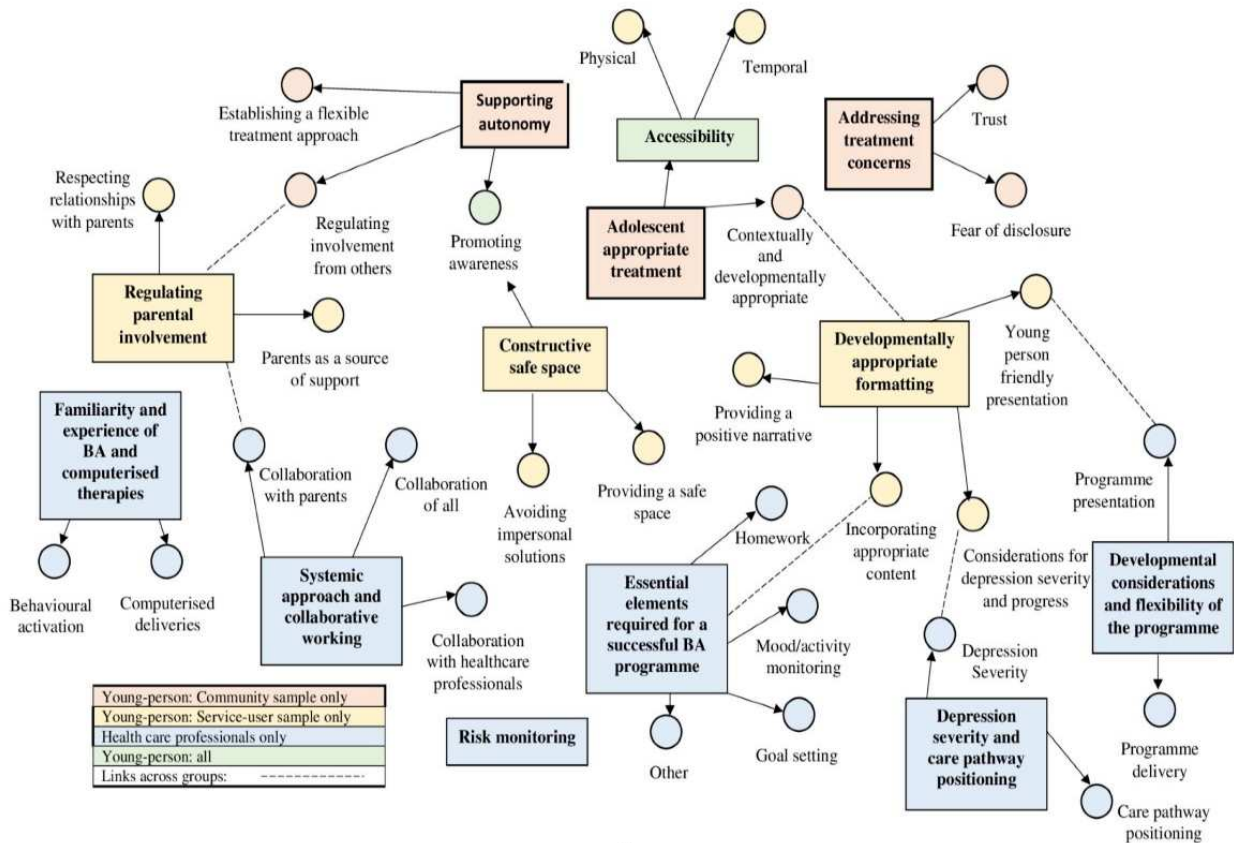 Physical
Temporal
Supporting
autonomy
Establishing a flexible
treatment approach
Accessibility
Addressing
treatment
concerns
Trust
Respecting
relationships
with parents
Regulating
involvement
from others
Promoting
awareness
Adolescent
appropriate
treatment
Contextually and
developmentally
appropriate
Fear of disclosure
Regulating
parental
involvement
Parents as a source
of support
Constructive
safe space
Developmentally
appropriate
formatting
Young
person
friendly
presentation
Providing a
positive narrative
Familiarity and
experience of
BA and
computerised
therapies
Collaboration
with parents
Collaboration
of all
Avoiding
impersonal
solutions
Providing a safe
space
Homework
Incorporating
appropriate
content
Programme
presentation
Considerations for
depression severity
and progress
Behavioural
activation
Computerised
deliveries
Systemic
approach and
collaborative
working
Collaboration
with healthcare
professionals
Essential
elements
required for a
successful BA
programme
Mood/activity
monitoring
Depression
Severity
Developmental
considerations
and flexibility of
the programme
Young-person: Community sample only
Young-person: Service-user sample only
Health care professionals only
Young-person: all
Links across groups:
Risk monitoring
Other
Goal setting
Depression
severity and
care pathway
positioning
Programme
delivery
Care pathway
positioning